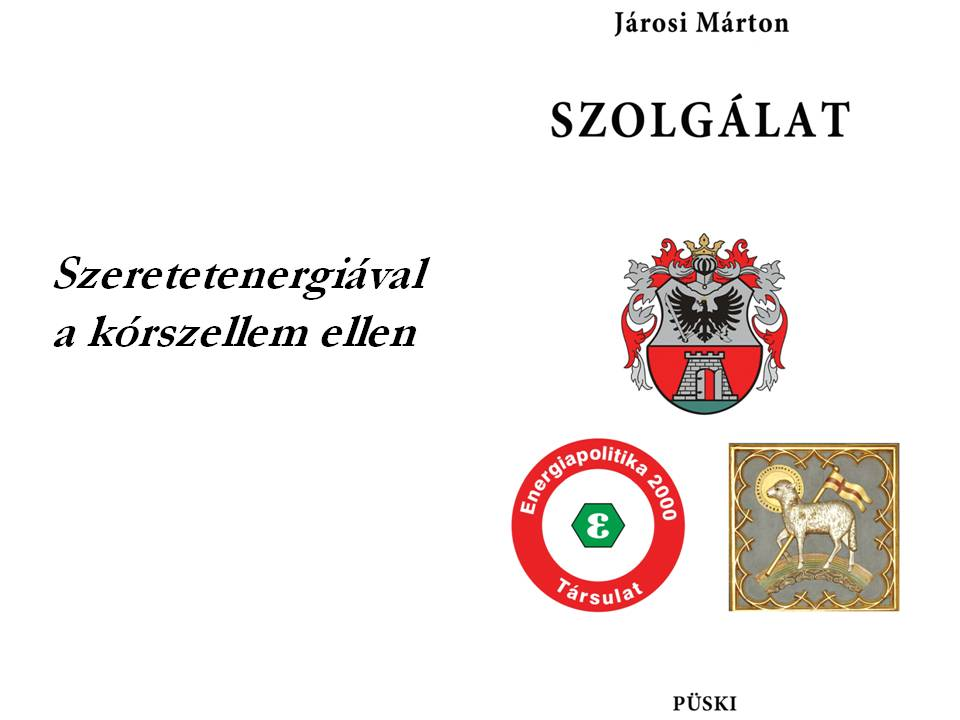 Járosi Márton
SZOLGÁLAT
Szeretetenergiával
a kórszellem ellen
Energiapolitika 2000
ε
Társulat
PÜSKI